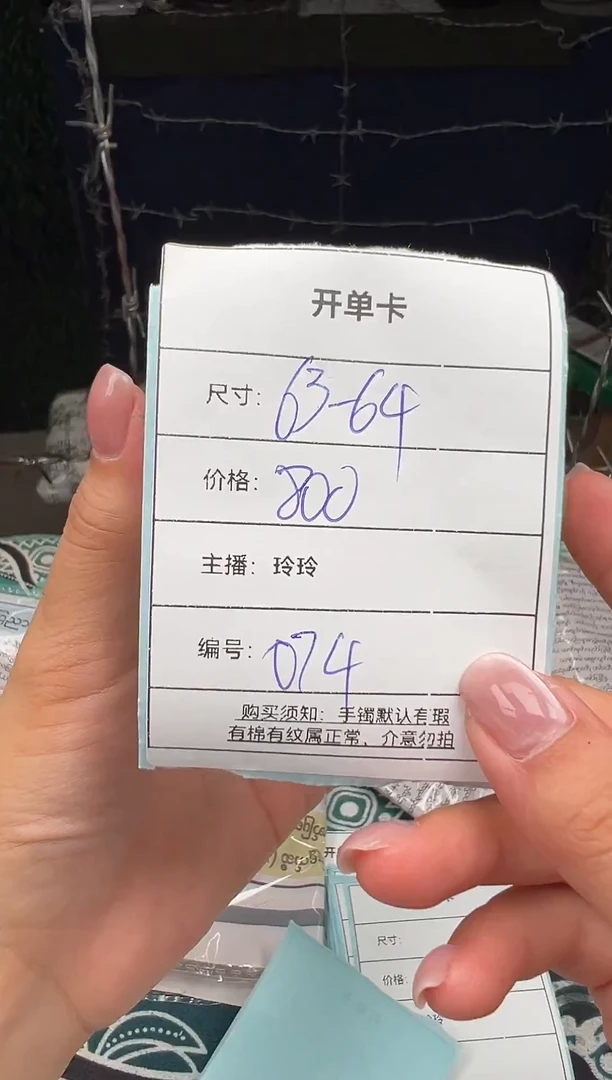 开单卡
尺寸: 63-64
价格: 800
主播: 玲玲
编号: 074
购买须知: 手镯默认有瑕
有棉有纹属正常、介意勿拍
尺寸:
价格: